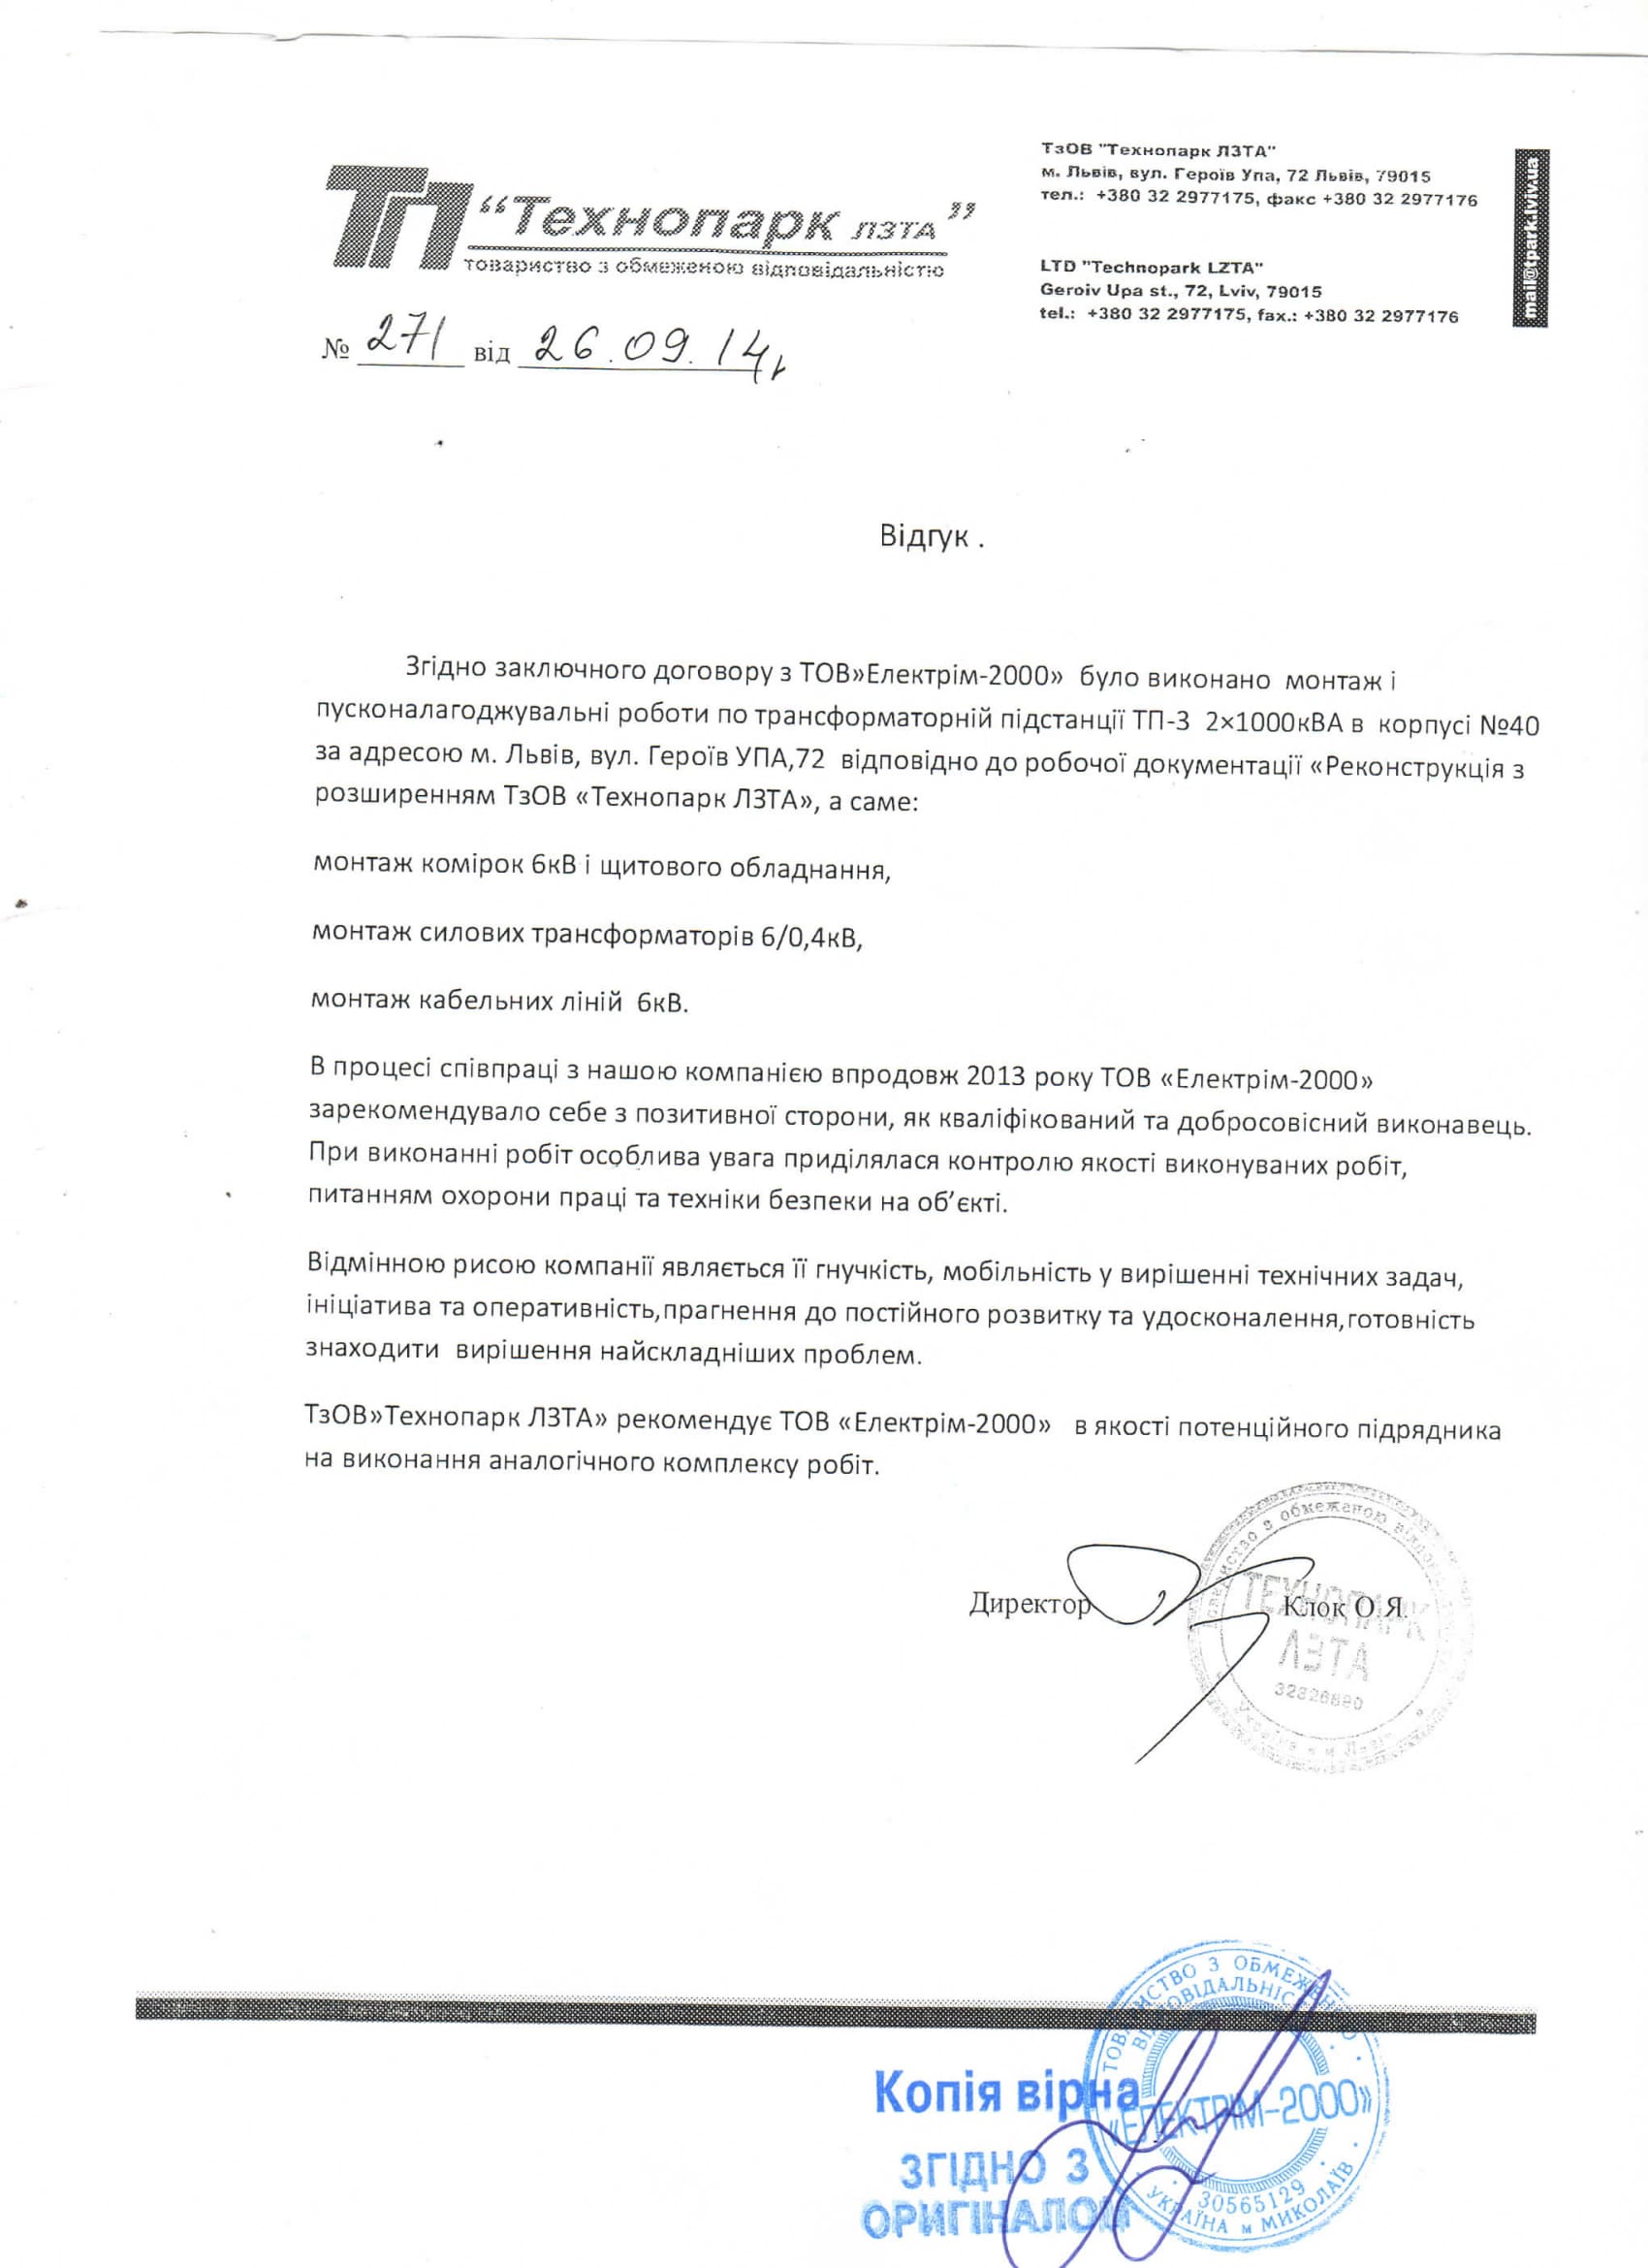 ТП “Технопарк ЛЗТА”
товариство з обмеженою відповідальністю
ТзОВ "Технопарк ЛЗТА"
м. Львів, вул. Героїв Упа, 72 Львів, 79015
тел.: +380 32 2977175, факс +380 32 2977176
LTD "Technopark LZTA"
Geroiv Upa st., 72, Lviv, 79015
tel.: +380 32 2977175, fax.: +380 32 2977176
mail@tpark.lviv.ua
№ 271 від 26.09.14р
Відгук .
Згідно заключного договору з ТОВ»Електрім-2000» було виконано монтаж і
пусконалагоджувальні роботи по трансформаторній підстанції ТП-3 2×1000кВА в корпусі №40
за адресою м. Львів, вул. Героїв УПА,72 відповідно до робочої документації «Реконструкція з
розширенням ТзОВ «Технопарк ЛЗТА», а саме:
монтаж комірок 6кВ і щитового обладнання,
монтаж силових трансформаторів 6/0,4кВ,
монтаж кабельних ліній 6кВ.
В процесі співпраці з нашою компанією впродовж 2013 року ТОВ «Електрім-2000»
зарекомендувало себе з позитивної сторони, як кваліфікований та добросовісний виконавець.
При виконанні робіт особлива увага приділялася контролю якості виконуваних робіт,
питанням охорони праці та техніки безпеки на об’єкті.
Відмінною рисою компанії являється її гнучкість, мобільність у вирішенні технічних задач,
ініціатива та оперативність,прагнення до постійного розвитку та удосконалення,готовність
знаходити вирішення найскладніших проблем.
ТзОВ»Технопарк ЛЗТА» рекомендує ТОВ «Електрім-2000» в якості потенційного підрядника
на виконання аналогічного комплексу робіт.
Директор Клок О.Я.
з обмеженою
ТЕХНОПАРК
ЛЗТА
Україна м Львів
ТОВАРИСТВО З ОБМЕЖЕНОЮ
ВІДПОВІДАЛЬНІСТЮ
«ЕЛЕКТРІМ-2000»
30565129
УКРАЇНА м МИКОЛАЇВ
Копія вірна
ЗГІДНО З
ОРИГІНАЛОМ